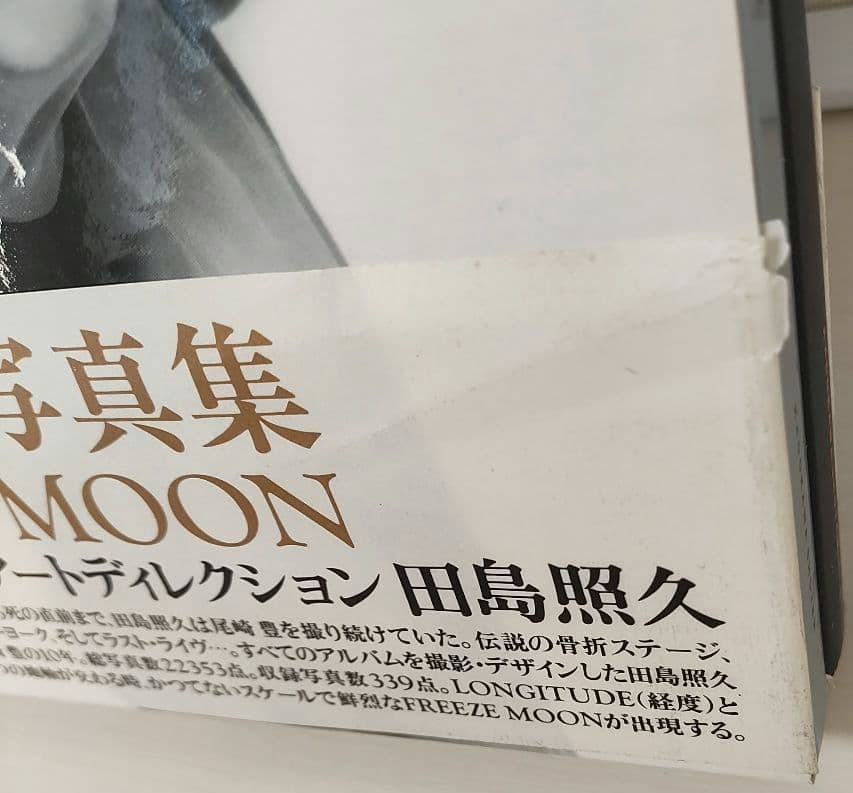 写真集
MOON
アートディレクション 田島照久
死の直前まで、田島照久は尾崎 豊を撮り続けていた。伝説の骨折ステージ、
ーヨーク、そしてラスト・ライヴ…。すべてのアルバムを撮影・デザインした田島照久
豊の10年。総写真数22353点。収録写真数339点。LONGITUDE(経度)と
わる時、かつてないスケールで鮮烈なFREEZE MOONが出現する。